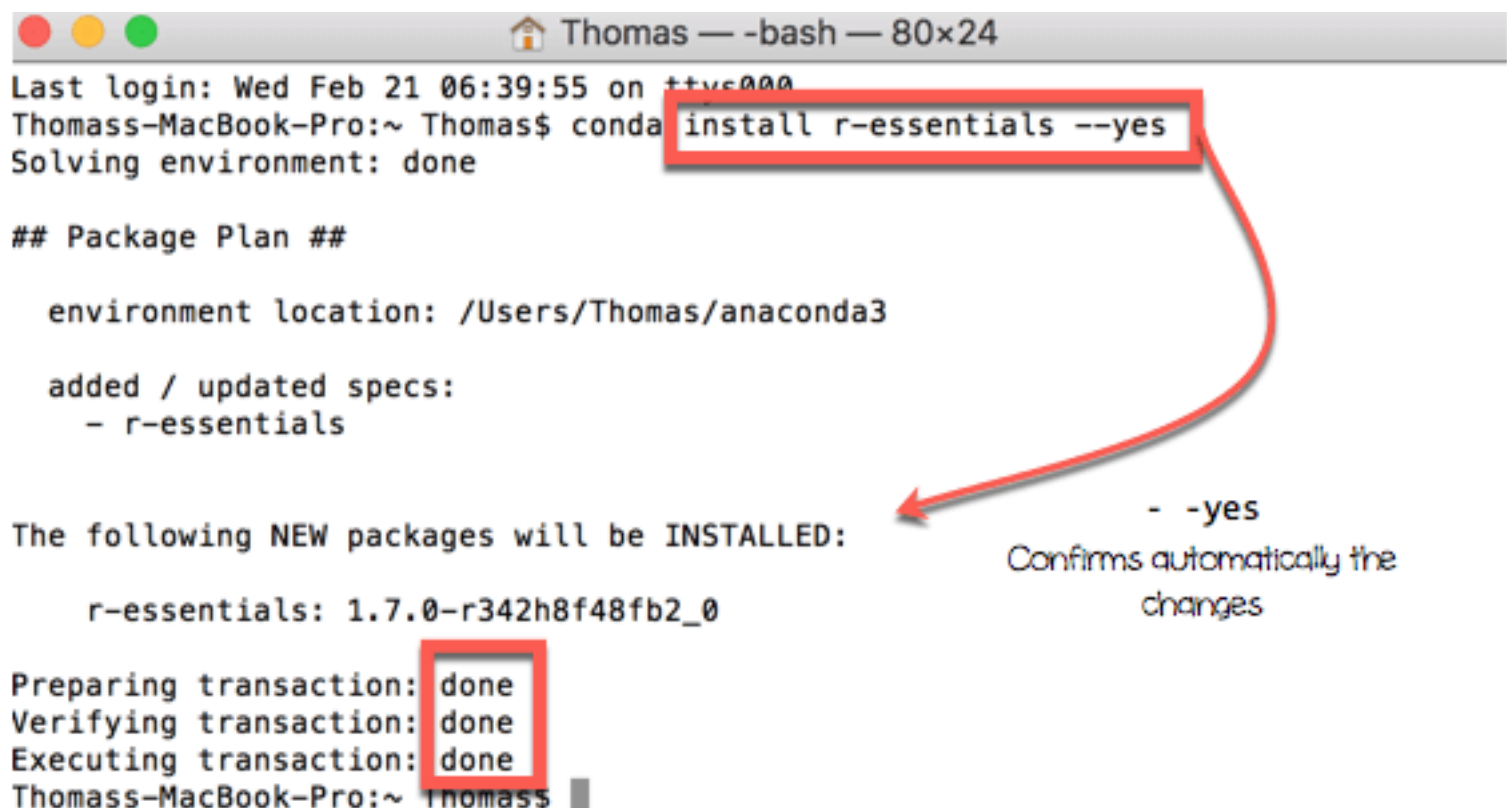 Thomas — -bash — 80×24
Last login: Wed Feb 21 06:39:55 on ttys000
Thomass-MacBook-Pro:~ Thomas$ conda install r-essentials --yes
Solving environment: done
## Package Plan ##
environment location: /Users/Thomas/anaconda3
added / updated specs:
- r-essentials
The following NEW packages will be INSTALLED:
r-essentials: 1.7.0-r342h8f48fb2_0
Preparing transaction: done
Verifying transaction: done
Executing transaction: done
Thomass-MacBook-Pro:~ Thomas$
- -yes
Confirms automatically the
changes